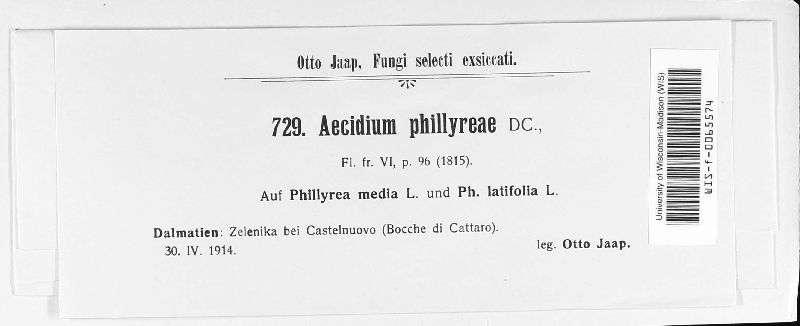 Otto Jaap, Fungi selecti exsiccati.
729. Aecidium phillyreae DC.,
Fl. fr. VI, p. 96 (1815).
Auf Phillyrea media L. und Ph. latifolia L.
Dalmatien: Zelenika bei Castelnuovo (Bocche di Cattaro).
30. IV. 1914.
leg. Otto Jaap.
University of Wisconsin-Madison (WIS)
WIS-f-0065574